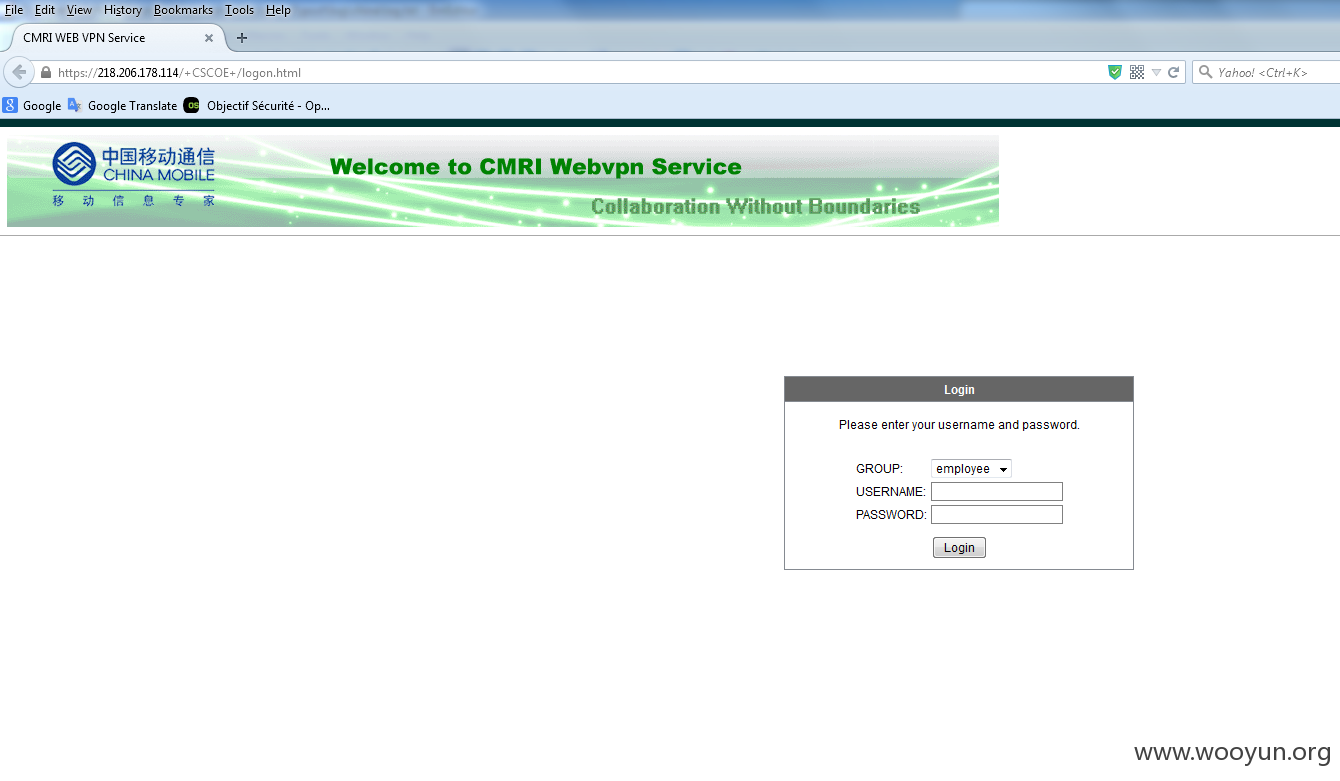 File Edit View History Bookmarks Tools Help
CMRI WEB VPN Service
https://218.206.178.114/+CSCOE+/logon.html
Yahoo! <Ctrl+K>
Google Google Translate OS Objectif Sécurité - Op...
中国移动通信
CHINA MOBILE
移动信息专家
Welcome to CMRI Webvpn Service
Collaboration Without Boundaries
Login
Please enter your username and password.
GROUP: employee
USERNAME:
PASSWORD:
Login
www.wooyun.org